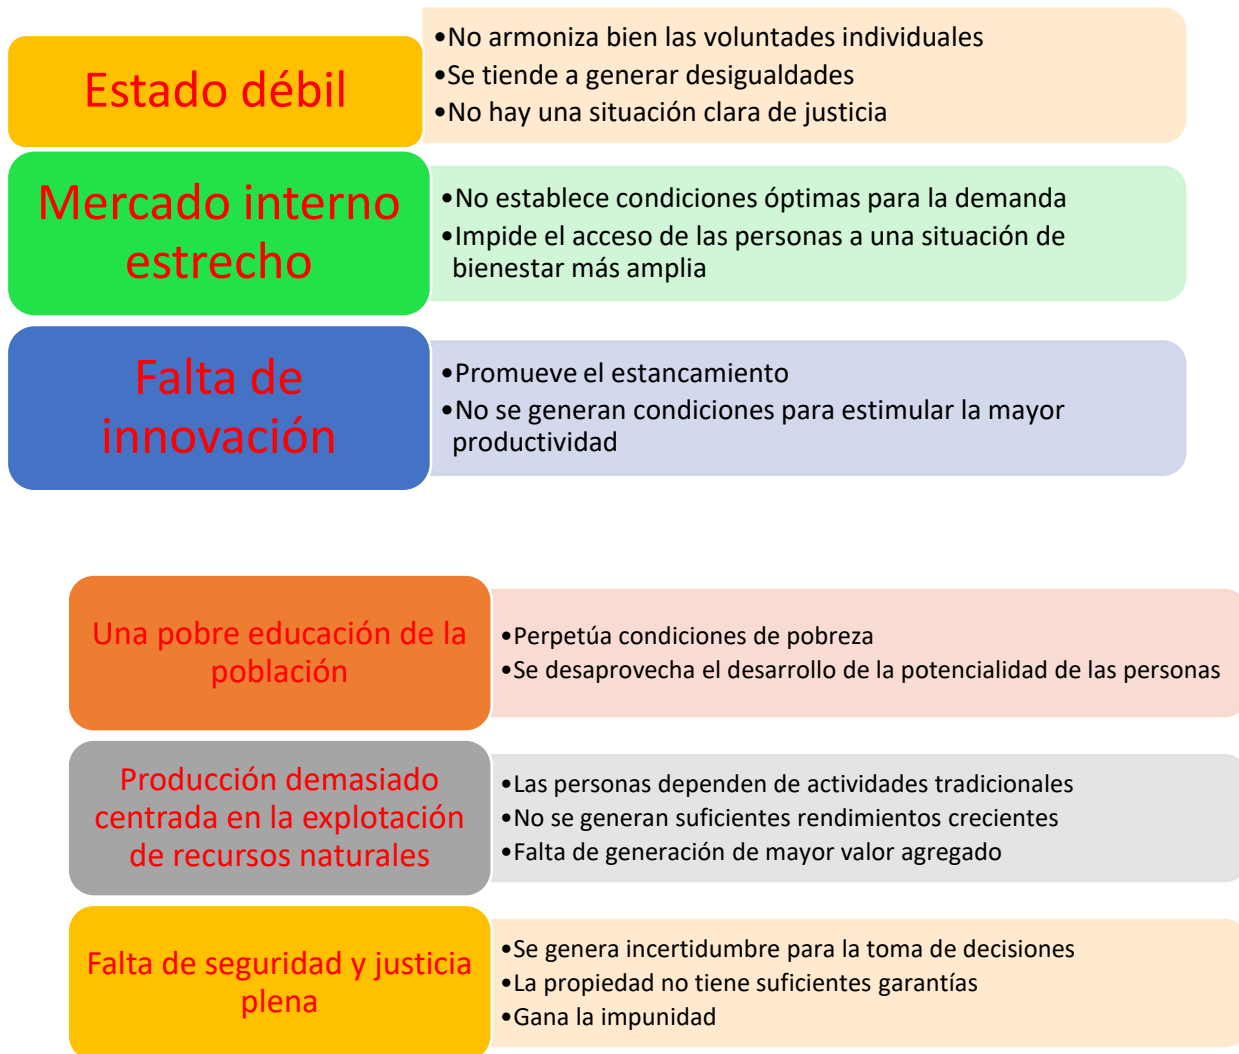 Estado débil
•No armoniza bien las voluntades individuales
•Se tiende a generar desigualdades
•No hay una situación clara de justicia
Mercado interno
estrecho
•No establece condiciones óptimas para la demanda
•Impide el acceso de las personas a una situación de
bienestar más amplia
Falta de
innovación
•Promueve el estancamiento
•No se generan condiciones para estimular la mayor
productividad
Una pobre educación de la
población
•Perpetúa condiciones de pobreza
•Se desaprovecha el desarrollo de la potencialidad de las personas
Producción demasiado
centrada en la explotación
de recursos naturales
•Las personas dependen de actividades tradicionales
•No se generan suficientes rendimientos crecientes
•Falta de generación de mayor valor agregado
Falta de seguridad y justicia
plena
•Se genera incertidumbre para la toma de decisiones
•La propiedad no tiene suficientes garantías
•Gana la impunidad